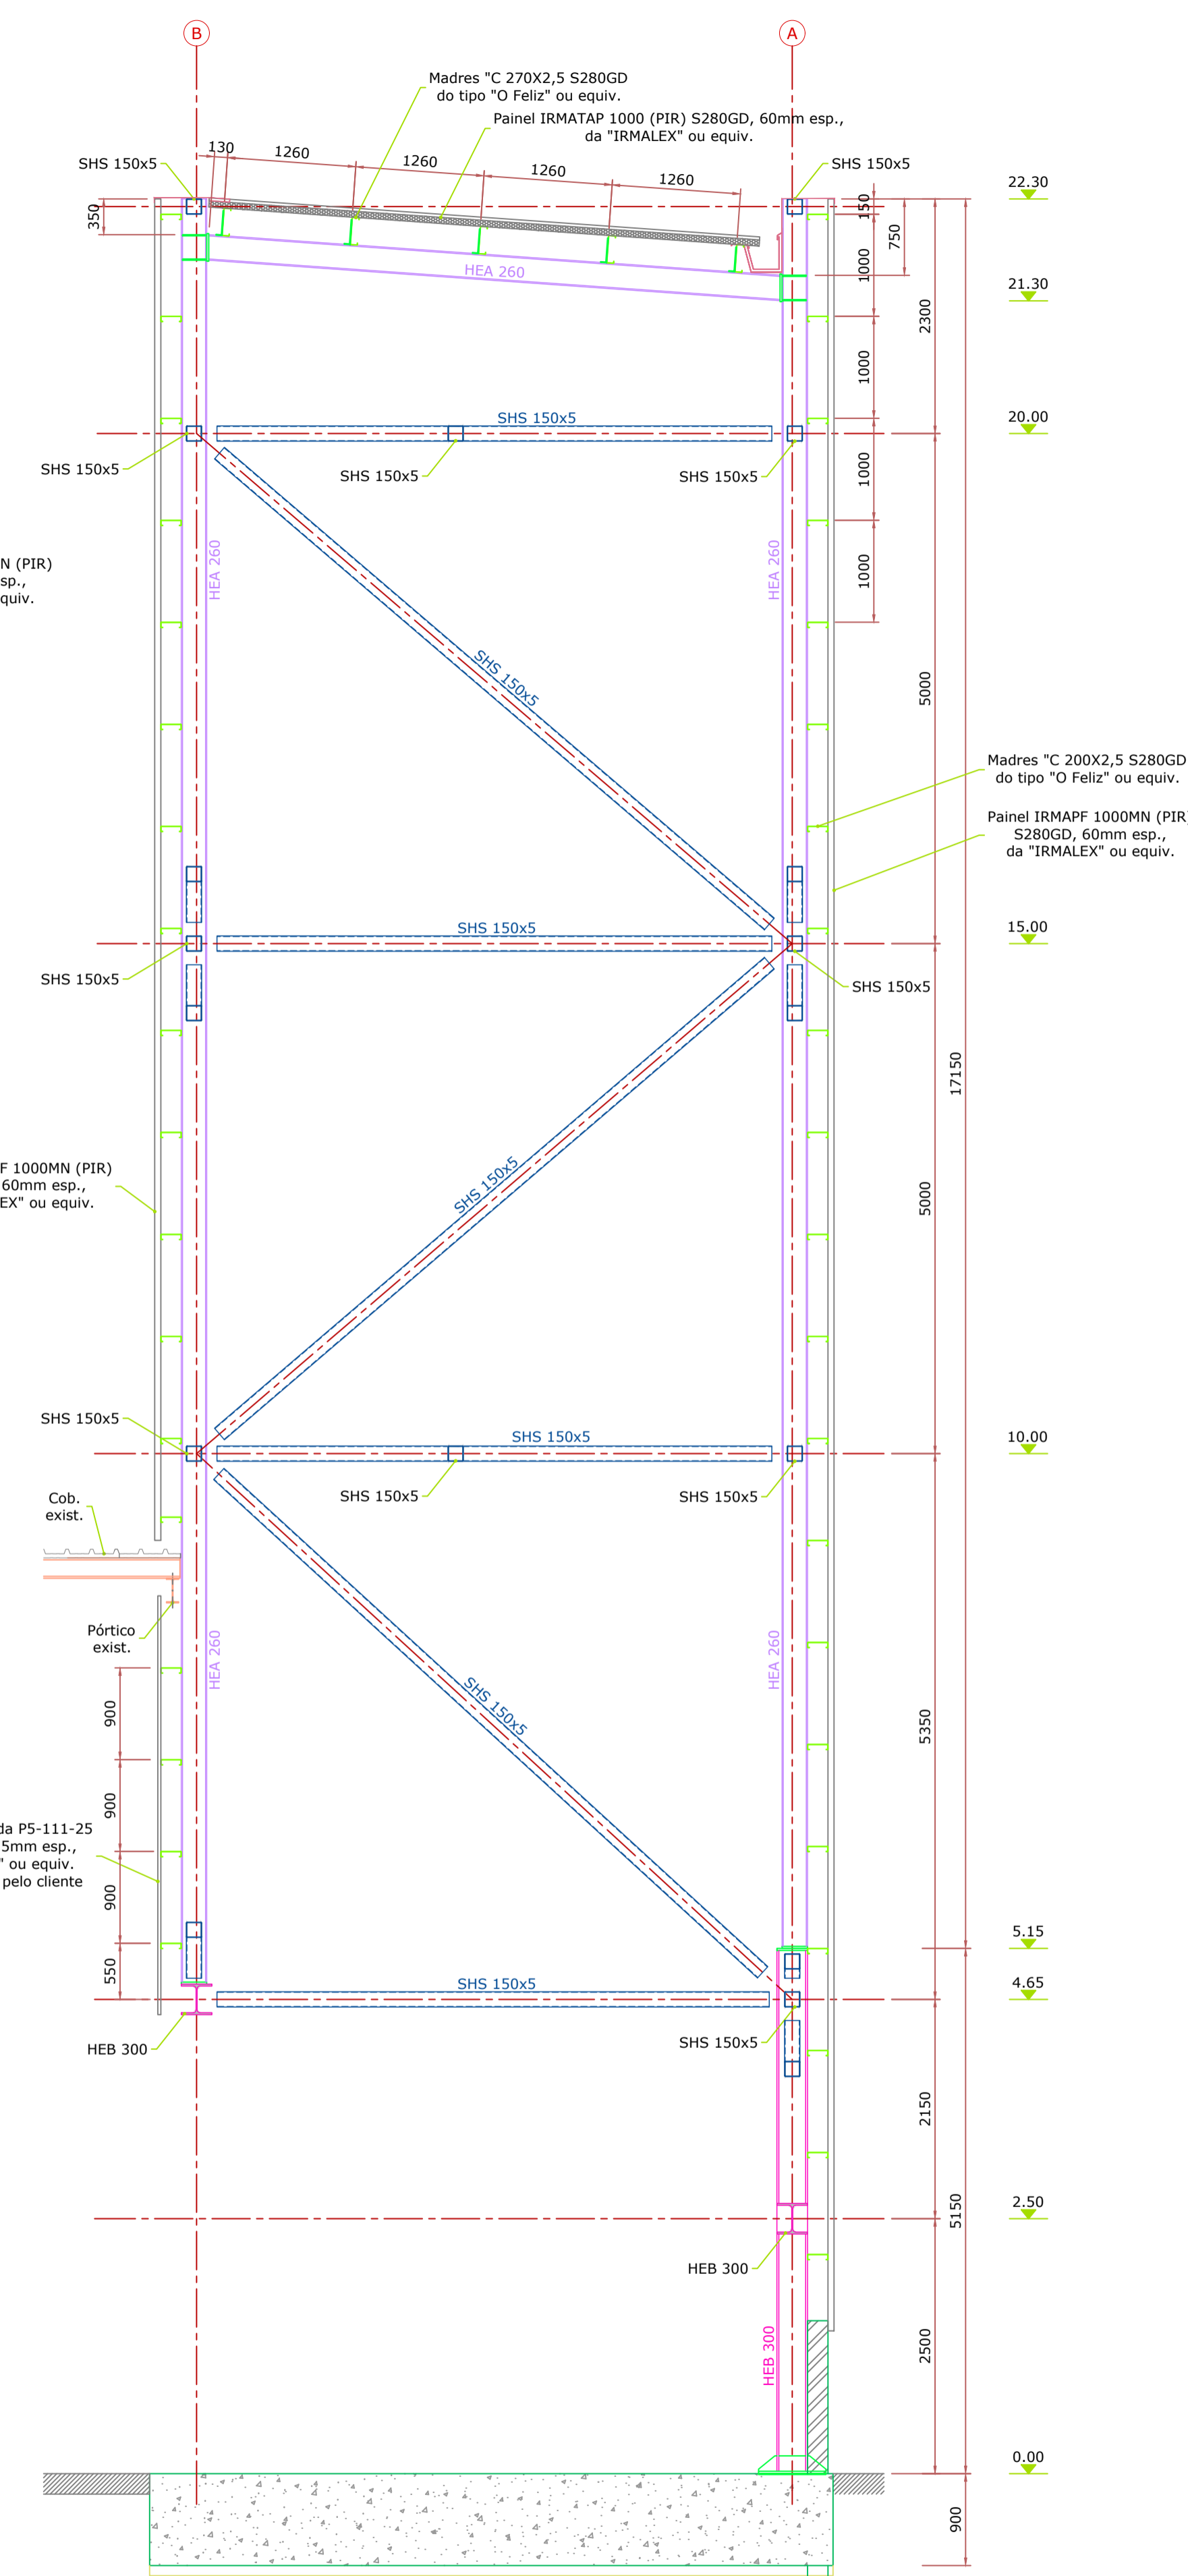 B
A
Madres "C 270X2,5 S280GD
do tipo "O Feliz" ou equiv.
Painel IRMATAP 1000 (PIR) S280GD, 60mm esp.,
da "IRMALEX" ou equiv.
SHS 150x5
130
1260
1260
1260
1260
SHS 150x5
22.30
350
150
750
HEA 260
1000
21.30
2300
1000
SHS 150x5
20.00
SHS 150x5
SHS 150x5
SHS 150x5
1000
HEA 260
HEA 260
1000
N (PIR)
sp.,
quiv.
SHS 150x5
5000
Madres "C 200X2,5 S280GD
do tipo "O Feliz" ou equiv.
Painel IRMAPF 1000MN (PIR)
S280GD, 60mm esp.,
da "IRMALEX" ou equiv.
SHS 150x5
15.00
SHS 150x5
SHS 150x5
17150
SHS 150x5
F 1000MN (PIR)
60mm esp.,
EX" ou equiv.
5000
SHS 150x5
SHS 150x5
10.00
SHS 150x5
SHS 150x5
Cob.
exist.
Pórtico
exist.
HEA 260
HEA 260
900
SHS 150x5
5350
900
da P5-111-25
5mm esp.,
" ou equiv.
pelo cliente
900
550
5.15
SHS 150x5
4.65
HEB 300
SHS 150x5
2150
2.50
5150
HEB 300
HEB 300
2500
0.00
900